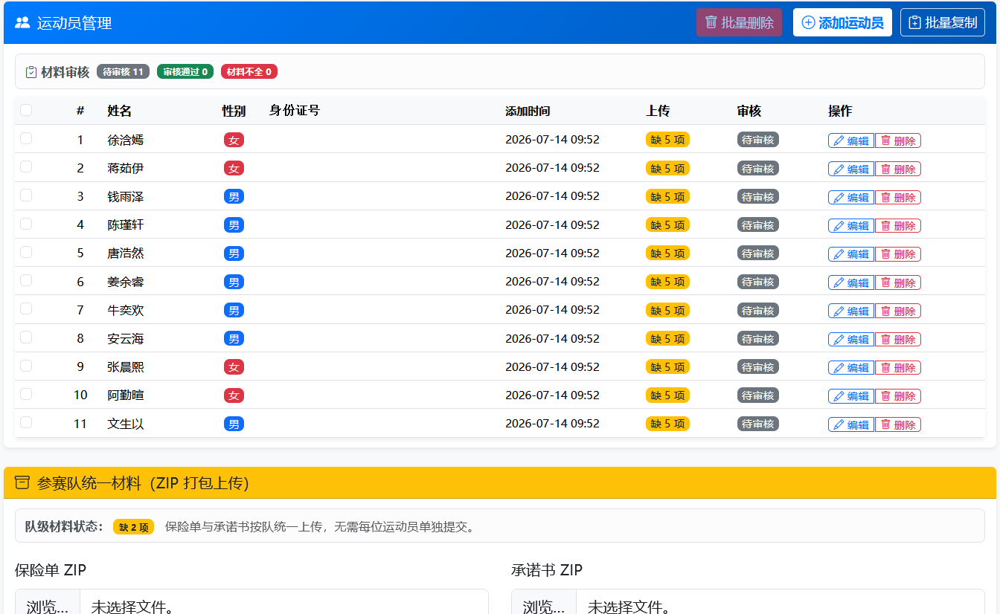 运动员管理 批量删除 添加运动员 批量复制
材料审核 待审核 11 审核通过 0 材料不全 0
# 姓名 性别 身份证号 添加时间 上传 审核 操作
1 徐浛嫣 女 2026-07-14 09:52 缺 5 项 待审核 编辑 删除
2 蒋茹伊 女 2026-07-14 09:52 缺 5 项 待审核 编辑 删除
3 钱雨泽 男 2026-07-14 09:52 缺 5 项 待审核 编辑 删除
4 陈瑾轩 男 2026-07-14 09:52 缺 5 项 待审核 编辑 删除
5 唐浩然 男 2026-07-14 09:52 缺 5 项 待审核 编辑 删除
6 姜余睿 男 2026-07-14 09:52 缺 5 项 待审核 编辑 删除
7 牛奕欢 男 2026-07-14 09:52 缺 5 项 待审核 编辑 删除
8 安云海 男 2026-07-14 09:52 缺 5 项 待审核 编辑 删除
9 张晨熙 女 2026-07-14 09:52 缺 5 项 待审核 编辑 删除
10 阿勤暄 女 2026-07-14 09:52 缺 5 项 待审核 编辑 删除
11 文生以 男 2026-07-14 09:52 缺 5 项 待审核 编辑 删除
参赛队统一材料（ZIP 打包上传）
队级材料状态： 缺 2 项 保险单与承诺书按队统一上传，无需每位运动员单独提交。
保险单 ZIP 承诺书 ZIP
浏览... 未选择文件。 浏览... 未选择文件。